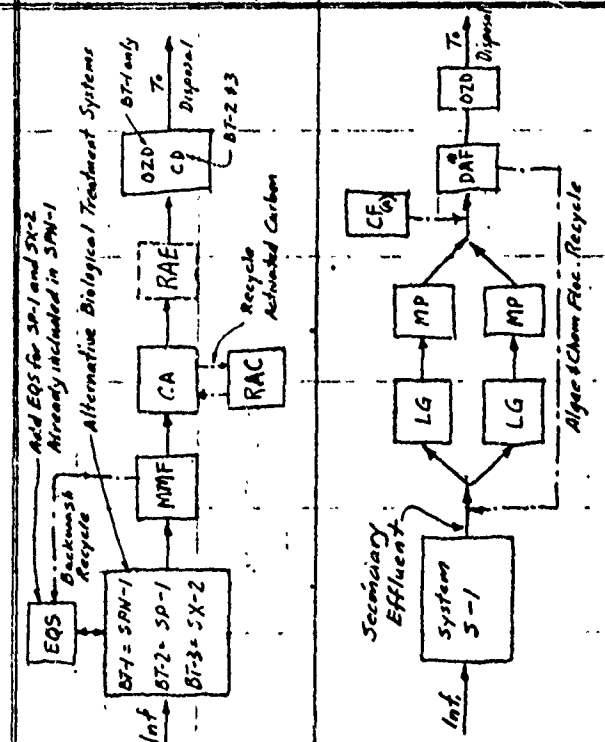 Add EQS for SP-1 and SX-2
Already included in SPN-1
Alternative Biological Treatment Systems
BT-1 only
To
Disposal
OZD
CD
BT-2 & 3
RAE
Recycle
Activated Carbon
CA
RAC
MMF
Backwash
Recycle
EQS
BT-1 = SPN-1
BT-2 = SP-1
BT-3 = SX-2
Inf
To
Disposal
OZD
DAF
CF(a)
MP
MP
LG
LG
Algae & Chem Floc. Recycle
Secondary
Effluent
System
S-1
Inf.